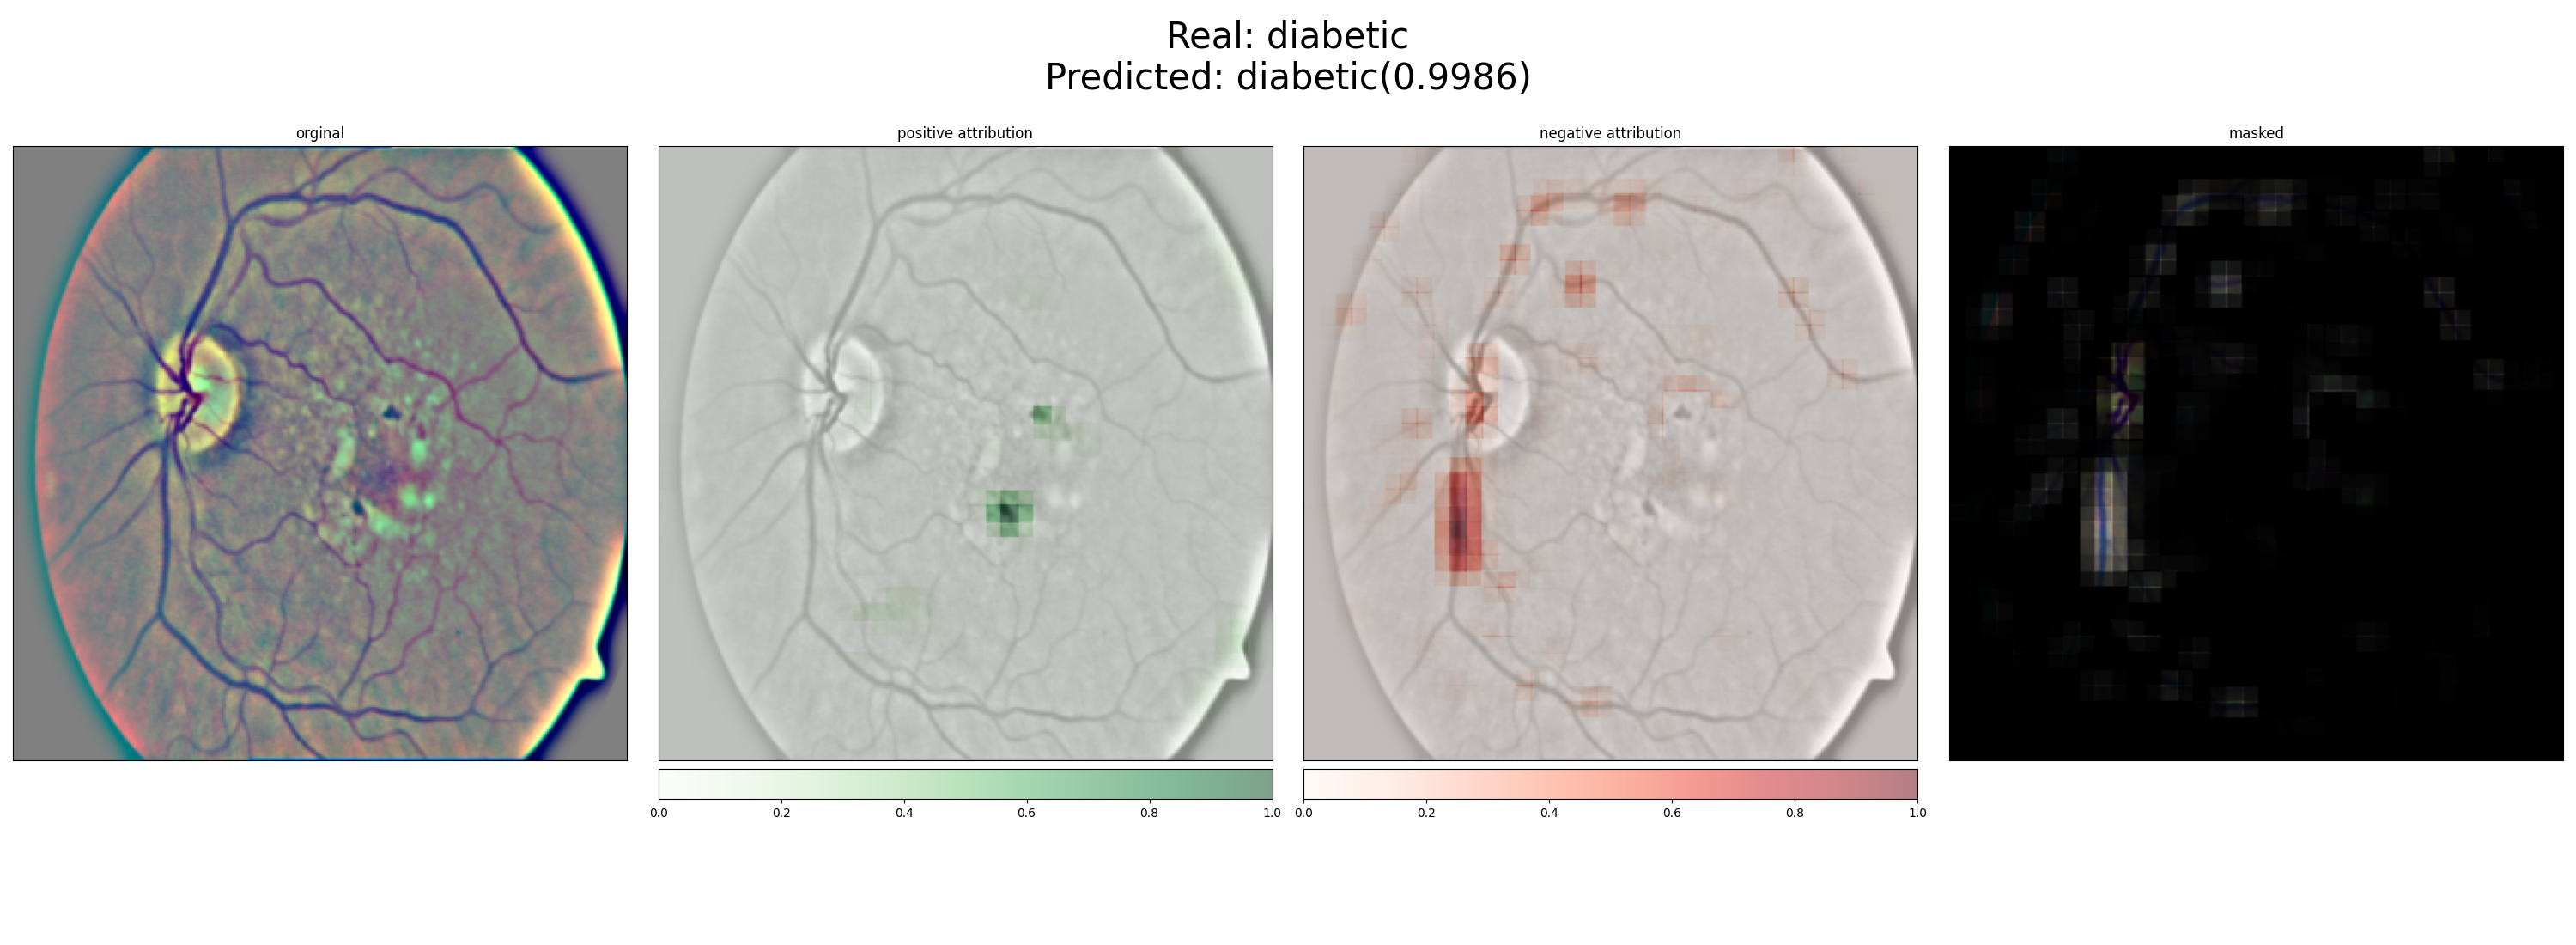 Real: diabetic
Predicted: diabetic(0.9986)
orginal
positive attribution
negative attribution
masked
0.0 0.2 0.4 0.6 0.8 1.0
0.0 0.2 0.4 0.6 0.8 1.0